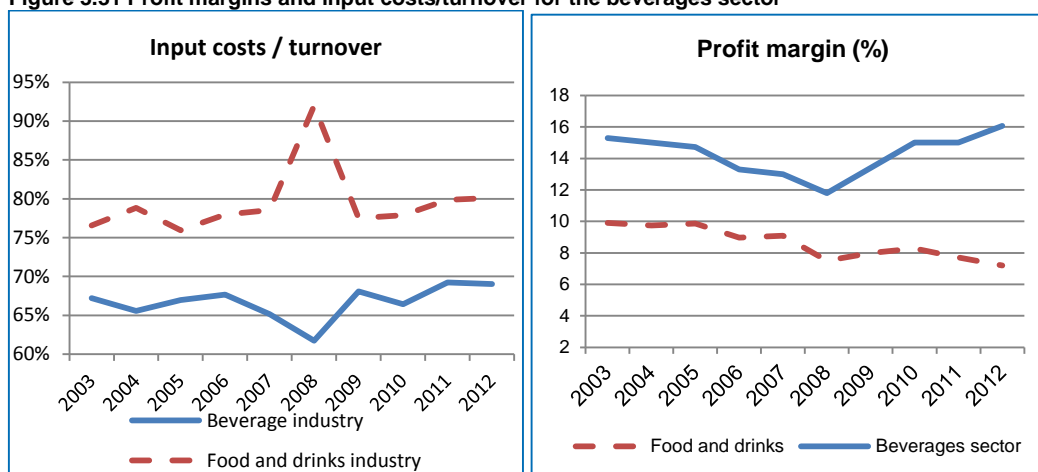 Figure 3.31 Profit margins and input costs/turnover for the beverages sector
Input costs / turnover
95%
90%
85%
80%
75%
70%
65%
60%
2003 2004 2005 2006 2007 2008 2009 2010 2011 2012
Beverage industry
Food and drinks industry
Profit margin (%)
18
16
14
12
10
8
6
4
2
2003 2004 2005 2006 2007 2008 2009 2010 2011 2012
Food and drinks Beverages sector